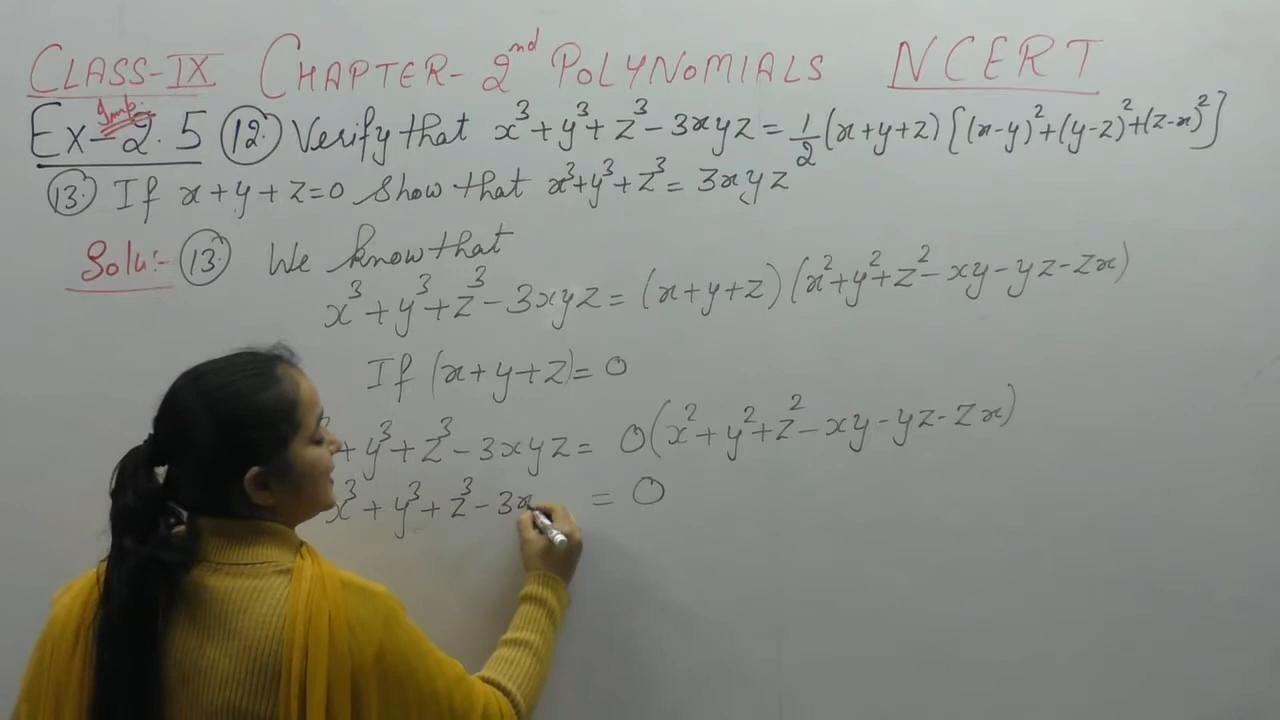 CLASS-IX CHAPTER-2nd POLYNOMIALS NCERT
Imp.
Ex-2.5 (12.) Verify that x³+y³+z³-3xyz=1/2(x+y+z)[(x-y)²+(y-z)²+(z-x)²]
(13.) If x+y+z=0 Show that x³+y³+z³=3xyz
Solu:- (13.) We know that
x³+y³+z³-3xyz=(x+y+z)(x²+y²+z²-xy-yz-zx)
If (x+y+z)=0
+y³+z³-3xyz=0(x²+y²+z²-xy-yz-zx)
x³+y³+z³-3x =0